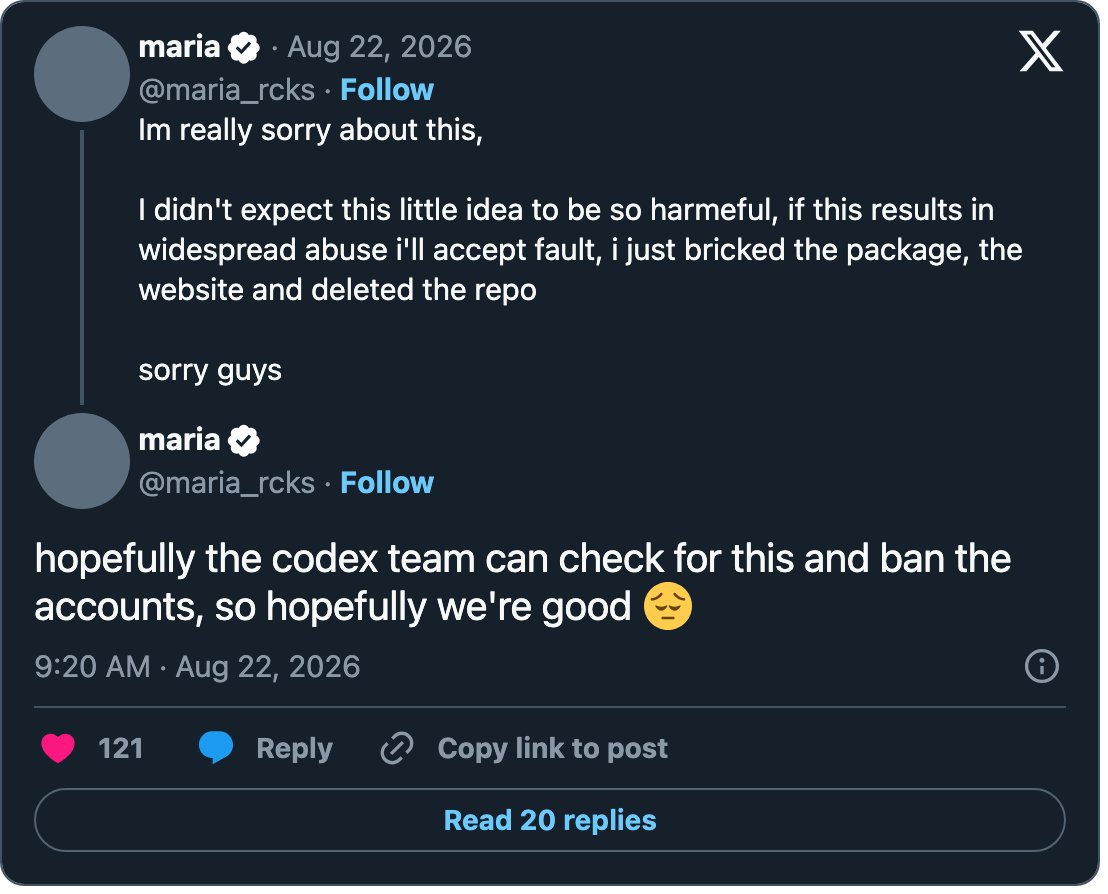 maria · Aug 22, 2026
@maria_rcks · Follow
Im really sorry about this,
I didn't expect this little idea to be so harmeful, if this results in
widespread abuse i'll accept fault, i just bricked the package, the
website and deleted the repo
sorry guys
maria
@maria_rcks · Follow
hopefully the codex team can check for this and ban the
accounts, so hopefully we're good 😔
9:20 AM · Aug 22, 2026
121 Reply Copy link to post
Read 20 replies